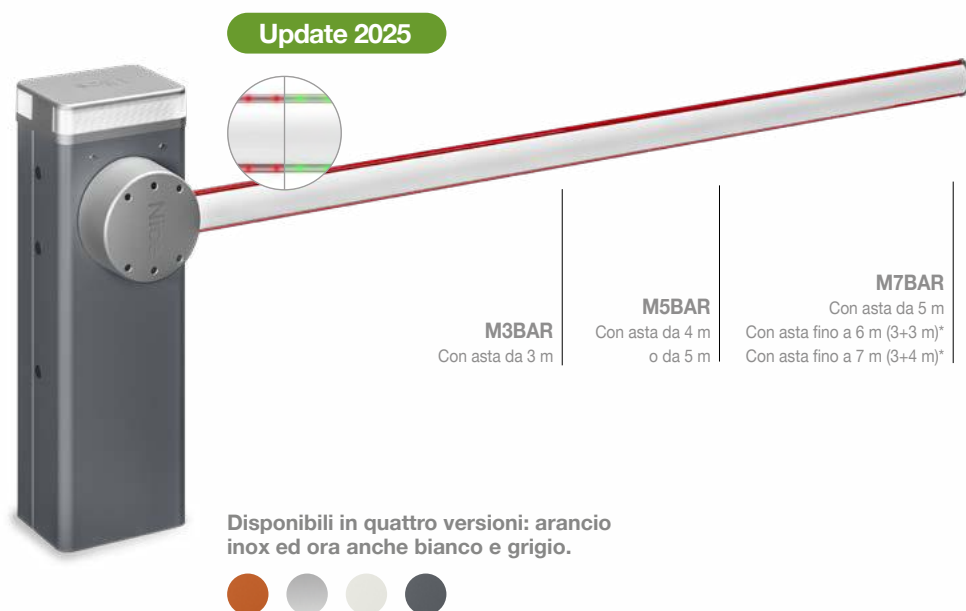 Update 2025
Nice
M3BAR
Con asta da 3 m
M5BAR
Con asta da 4 m
o da 5 m
M7BAR
Con asta da 5 m
Con asta fino a 6 m (3+3 m)*
Con asta fino a 7 m (3+4 m)*
Disponibili in quattro versioni: arancio
inox ed ora anche bianco e grigio.